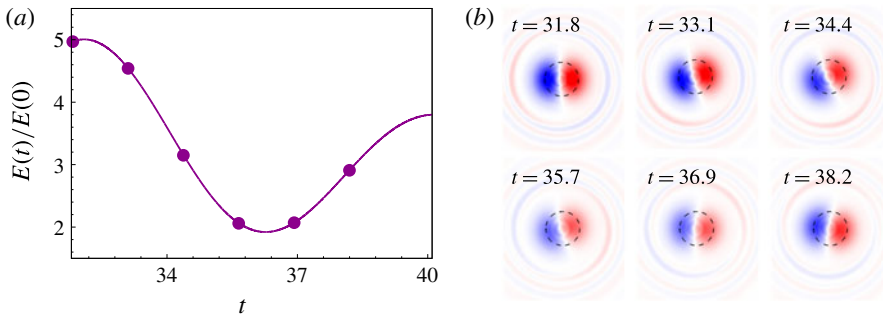 (a)
5
4
3
2
E(t)/E(0)
34
37
40
t
(b)
t = 31.8
t = 33.1
t = 34.4
t = 35.7
t = 36.9
t = 38.2